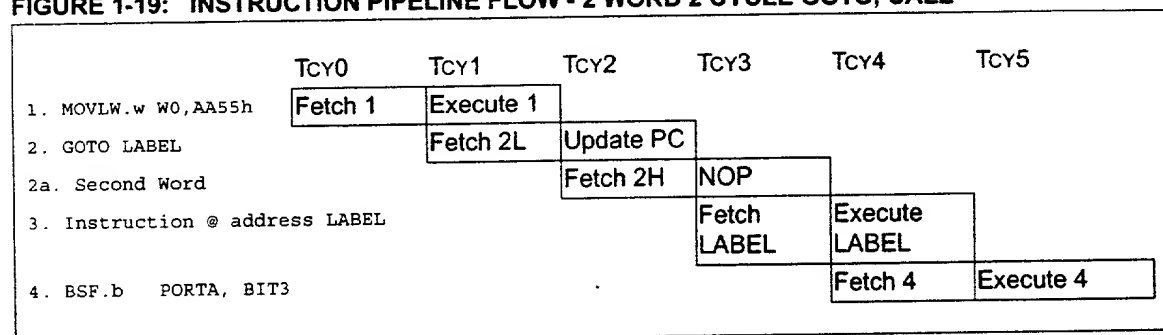 FIGURE 1-19: INSTRUCTION PIPELINE FLOW - 2 WORD 2 CYCLE GOTO, CALL
TCY0 TCY1 TCY2 TCY3 TCY4 TCY5
1. MOVLW.w W0,AA55h Fetch 1 Execute 1
2. GOTO LABEL Fetch 2L Update PC
2a. Second Word Fetch 2H NOP
3. Instruction @ address LABEL Fetch LABEL Execute LABEL
4. BSF.b PORTA, BIT3 Fetch 4 Execute 4